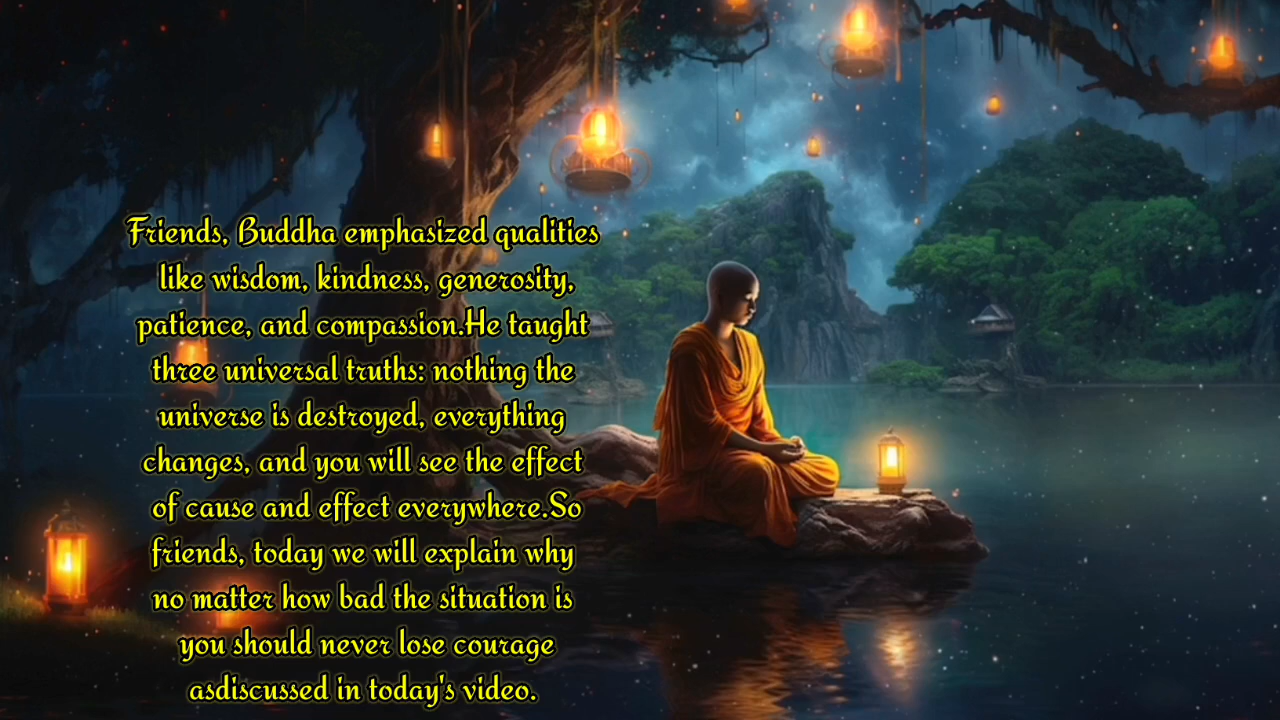 Friends, Buddha emphasized qualities
like wisdom, kindness, generosity,
patience, and compassion.He taught
three universal truths: nothing the
universe is destroyed, everything
changes, and you will see the effect
of cause and effect everywhere.So
friends, today we will explain why
no matter how bad the situation is
you should never lose courage
asdiscussed in today's video.